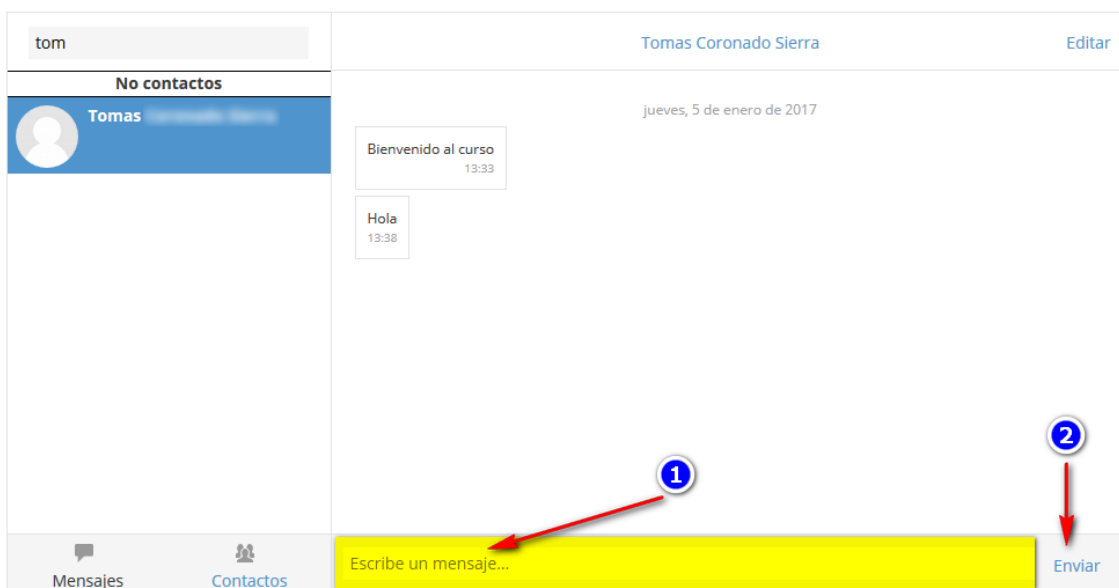 tom
No contactos
Tomas
Mensajes
Contactos
Tomas Coronado Sierra
Editar
jueves, 5 de enero de 2017
Bienvenido al curso
13:33
Hola
13:38
1
2
Escribe un mensaje...
Enviar